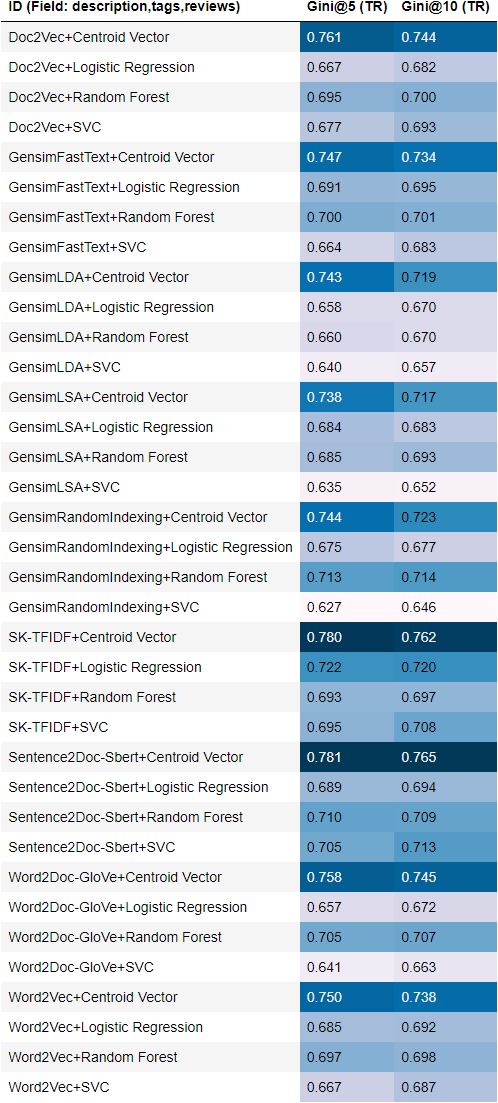 ID (Field: description,tags,reviews) Gini@5 (TR) Gini@10 (TR)
Doc2Vec+Centroid Vector 0.761 0.744
Doc2Vec+Logistic Regression 0.667 0.682
Doc2Vec+Random Forest 0.695 0.700
Doc2Vec+SVC 0.677 0.693
GensimFastText+Centroid Vector 0.747 0.734
GensimFastText+Logistic Regression 0.691 0.695
GensimFastText+Random Forest 0.700 0.701
GensimFastText+SVC 0.664 0.683
GensimLDA+Centroid Vector 0.743 0.719
GensimLDA+Logistic Regression 0.658 0.670
GensimLDA+Random Forest 0.660 0.670
GensimLDA+SVC 0.640 0.657
GensimLSA+Centroid Vector 0.738 0.717
GensimLSA+Logistic Regression 0.684 0.683
GensimLSA+Random Forest 0.685 0.693
GensimLSA+SVC 0.635 0.652
GensimRandomIndexing+Centroid Vector 0.744 0.723
GensimRandomIndexing+Logistic Regression 0.675 0.677
GensimRandomIndexing+Random Forest 0.713 0.714
GensimRandomIndexing+SVC 0.627 0.646
SK-TFIDF+Centroid Vector 0.780 0.762
SK-TFIDF+Logistic Regression 0.722 0.720
SK-TFIDF+Random Forest 0.693 0.697
SK-TFIDF+SVC 0.695 0.708
Sentence2Doc-Sbert+Centroid Vector 0.781 0.765
Sentence2Doc-Sbert+Logistic Regression 0.689 0.694
Sentence2Doc-Sbert+Random Forest 0.710 0.709
Sentence2Doc-Sbert+SVC 0.705 0.713
Word2Doc-GloVe+Centroid Vector 0.758 0.745
Word2Doc-GloVe+Logistic Regression 0.657 0.672
Word2Doc-GloVe+Random Forest 0.705 0.707
Word2Doc-GloVe+SVC 0.641 0.663
Word2Vec+Centroid Vector 0.750 0.738
Word2Vec+Logistic Regression 0.685 0.692
Word2Vec+Random Forest 0.697 0.698
Word2Vec+SVC 0.667 0.687